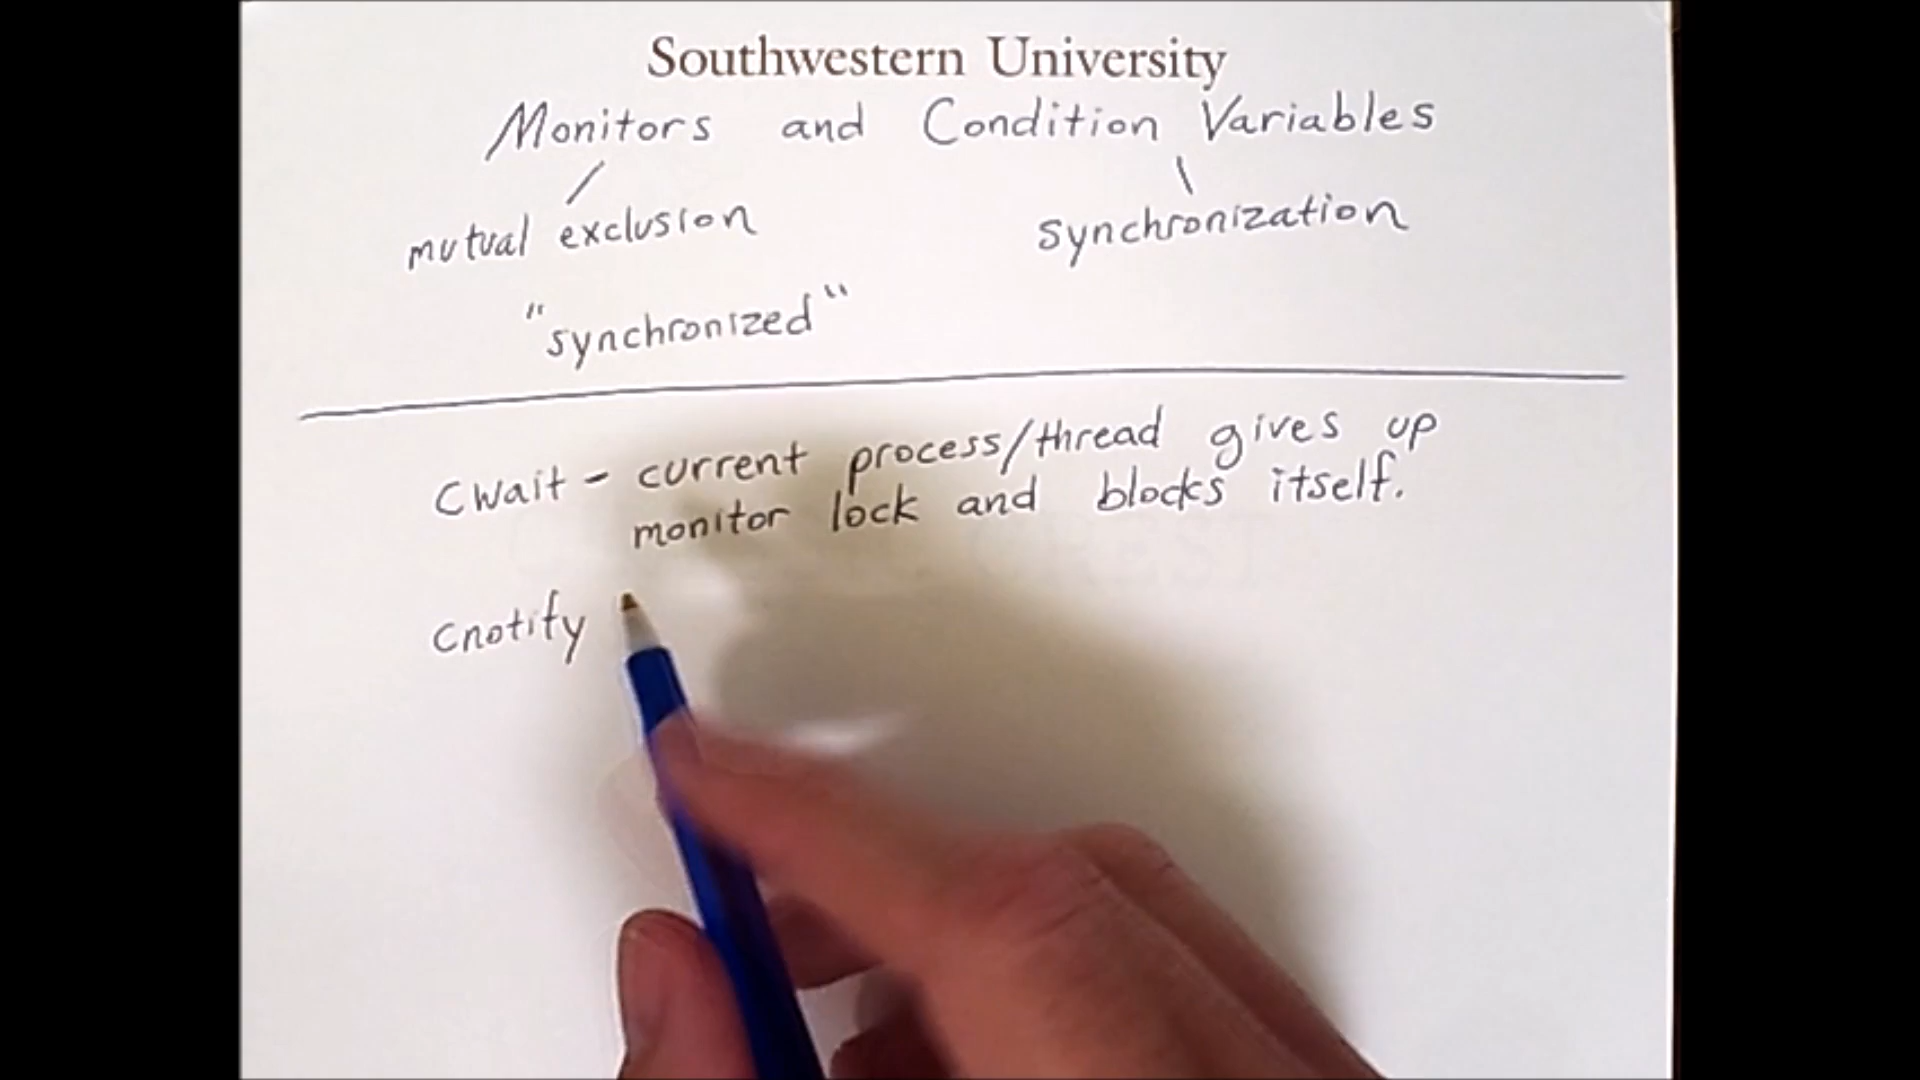 Southwestern University
Monitors and Condition Variables
mutual exclusion synchronization
"synchronized"
cwait - current process/thread gives up
monitor lock and blocks itself.
cnotify